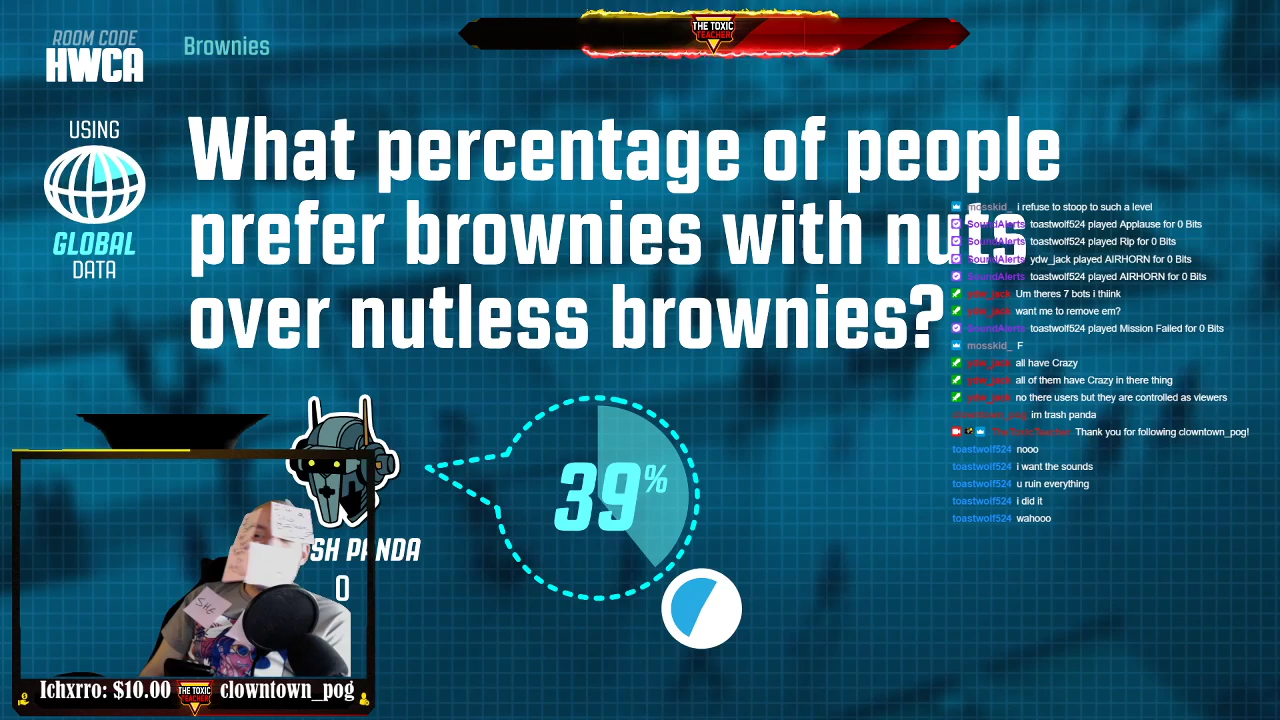 ROOM CODE
HWCA
Brownies
THE TOXIC
TEACHER
USING
GLOBAL
DATA
What percentage of people
prefer brownies with nuts
over nutless brownies?
mosskid_ i refuse to stoop to such a level
SoundAlerts toastwolf524 played Applause for 0 Bits
SoundAlerts toastwolf524 played Rip for 0 Bits
SoundAlerts ydw_jack played AIRHORN for 0 Bits
SoundAlerts toastwolf524 played AIRHORN for 0 Bits
ydw_jack Um theres 7 bots i thiink
ydw_jack want me to remove em?
SoundAlerts toastwolf524 played Mission Failed for 0 Bits
mosskid_ F
ydw_jack all have Crazy
ydw_jack all of them have Crazy in there thing
ydw_jack no there users but they are controlled as viewers
clowntown_pog im trash panda
TheToxicTeacher Thank you for following clowntown_pog!
toastwolf524 nooo
toastwolf524 i want the sounds
toastwolf524 u ruin everything
toastwolf524 i did it
toastwolf524 wahooo
39%
SH PANDA
0
SHE
Ichxrro: $10.00 THE TOXIC TEACHER clowntown_pog